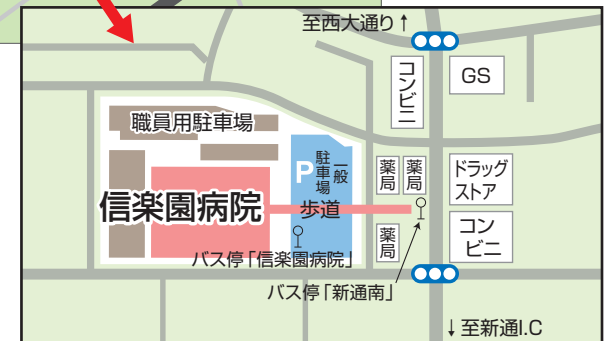 至西大通り↑
コンビニ
GS
職員用駐車場
P
一般
駐車場
薬局
薬局
ドラッグ
ストア
信楽園病院
歩道
薬局
コン
ビニ
バス停「信楽園病院」
バス停「新通南」
↓至新通I.C